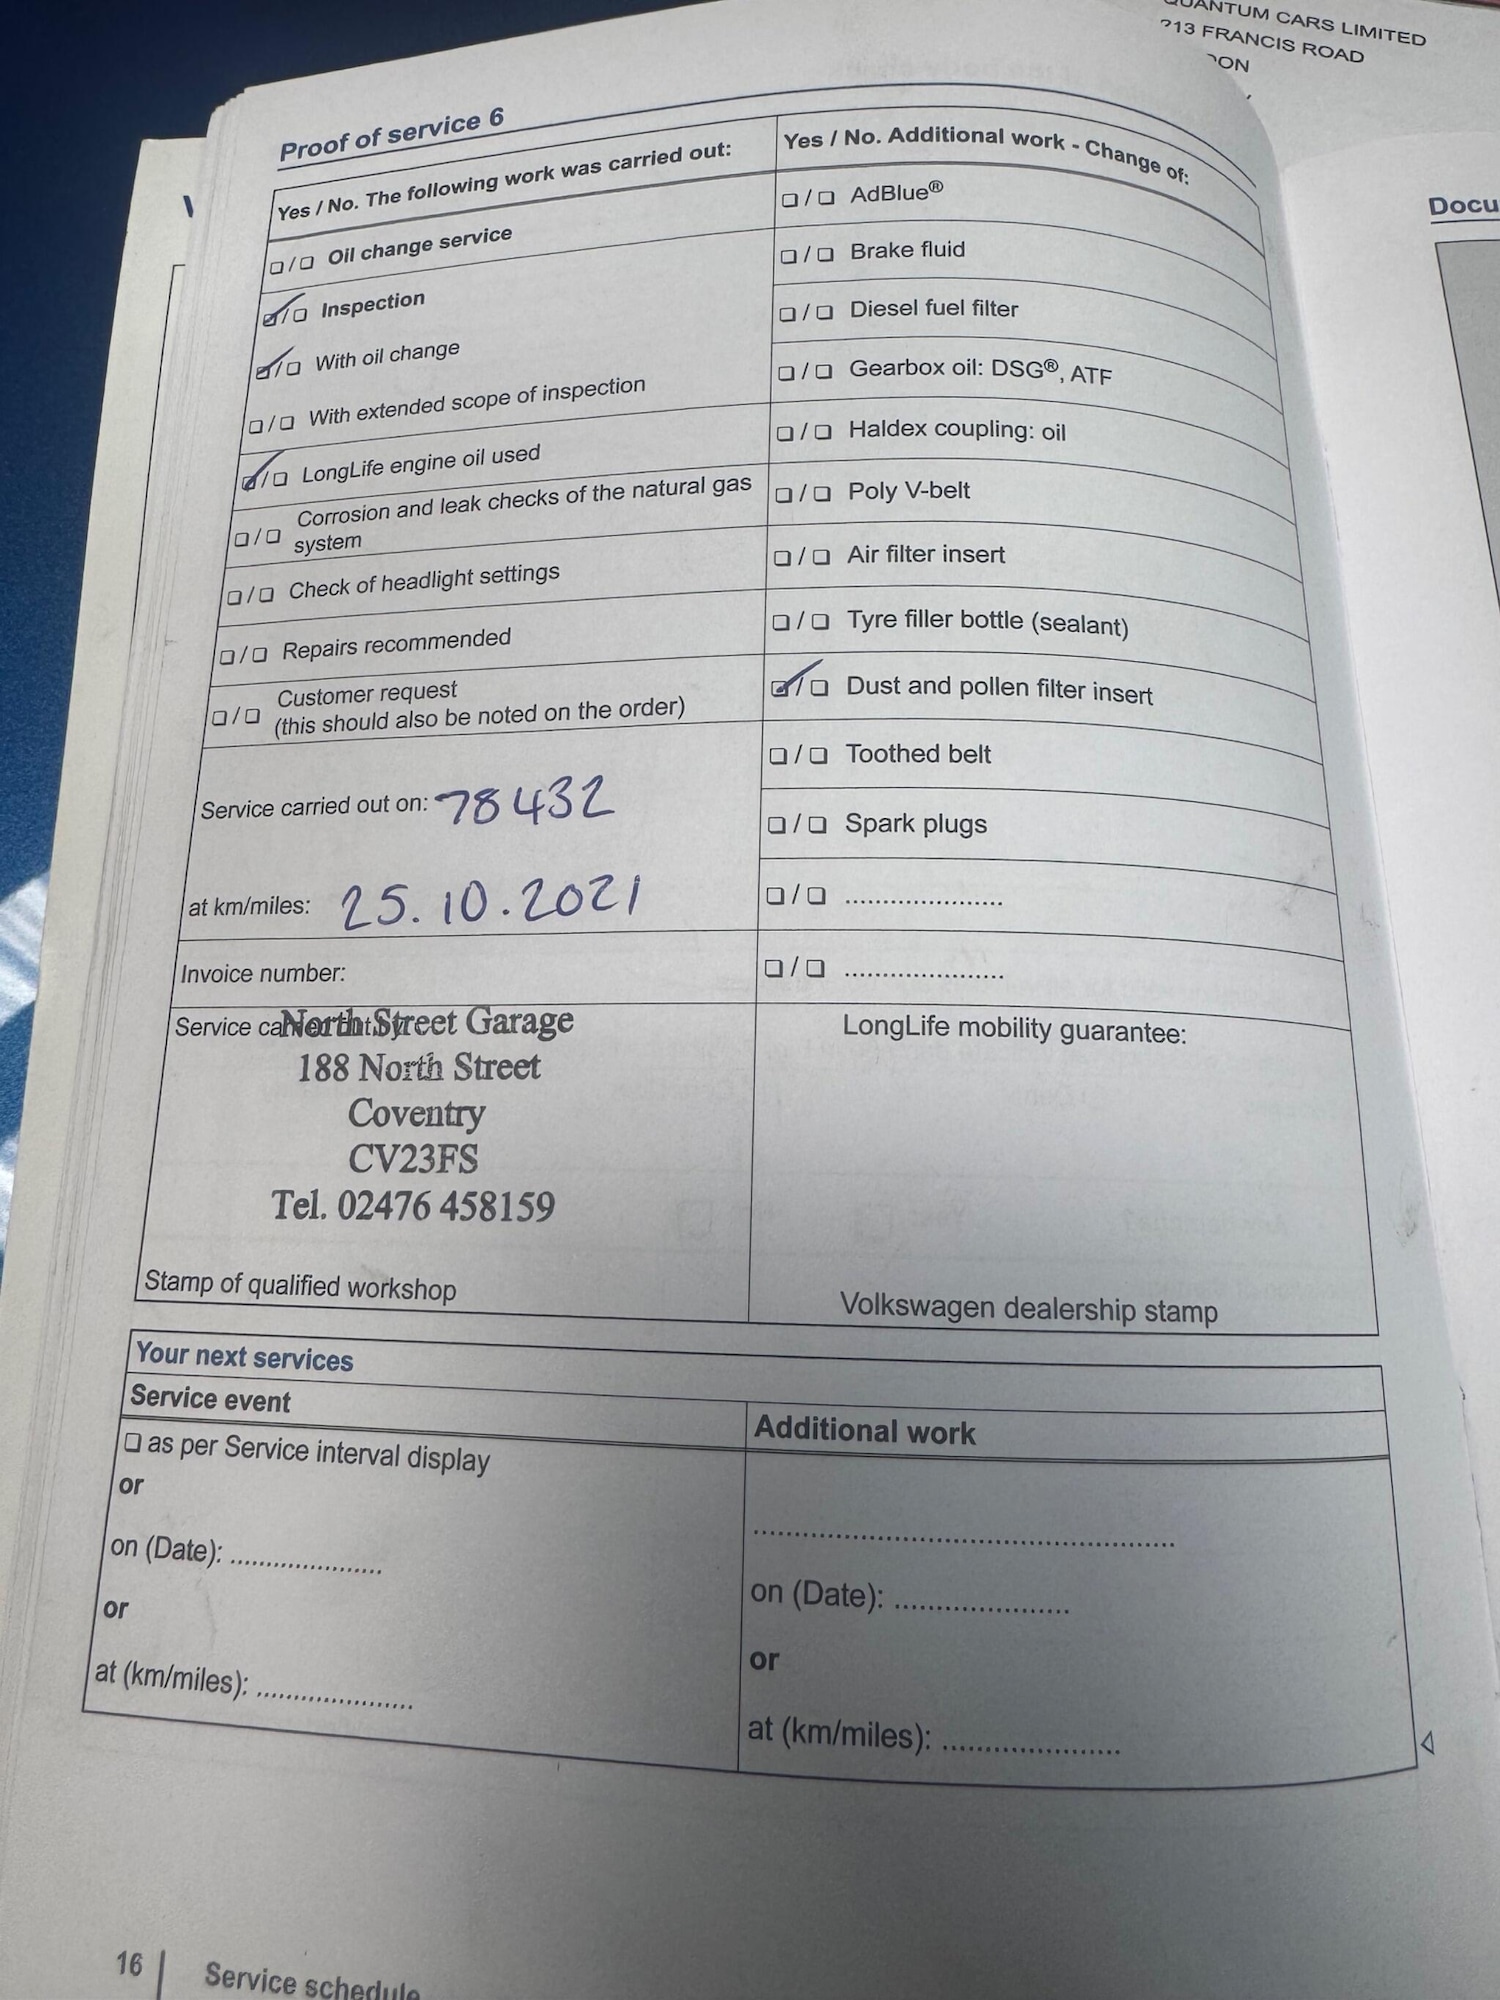 QUANTUM CARS LIMITED
213 FRANCIS ROAD
Proof of service 6
Yes / No. The following work was carried out:
❏/❏ Oil change service
❏/❏ Inspection
❏/❏ With oil change
❏/❏ With extended scope of inspection
❏/❏ LongLife engine oil used
❏/❏ Corrosion and leak checks of the natural gas
system
❏/❏ Check of headlight settings
❏/❏ Repairs recommended
❏/❏ Customer request
(this should also be noted on the order)
Service carried out on: 78432
at km/miles: 25.10.2021
Invoice number:
Service carried out by:
North Street Garage
188 North Street
Coventry
CV23FS
Tel. 02476 458159
Stamp of qualified workshop
Yes / No. Additional work - Change of:
❏/❏ AdBlue®
❏/❏ Brake fluid
❏/❏ Diesel fuel filter
❏/❏ Gearbox oil: DSG®, ATF
❏/❏ Haldex coupling: oil
❏/❏ Poly V-belt
❏/❏ Air filter insert
❏/❏ Tyre filler bottle (sealant)
❏/❏ Dust and pollen filter insert
❏/❏ Toothed belt
❏/❏ Spark plugs
❏/❏ .....................
❏/❏ .....................
LongLife mobility guarantee:
Volkswagen dealership stamp
Your next services
Service event
❏ as per Service interval display
or
on (Date): .....................
or
at (km/miles): .....................
Additional work
.........................................................
on (Date): .....................
or
at (km/miles): .....................
16 Service schedule
Docu